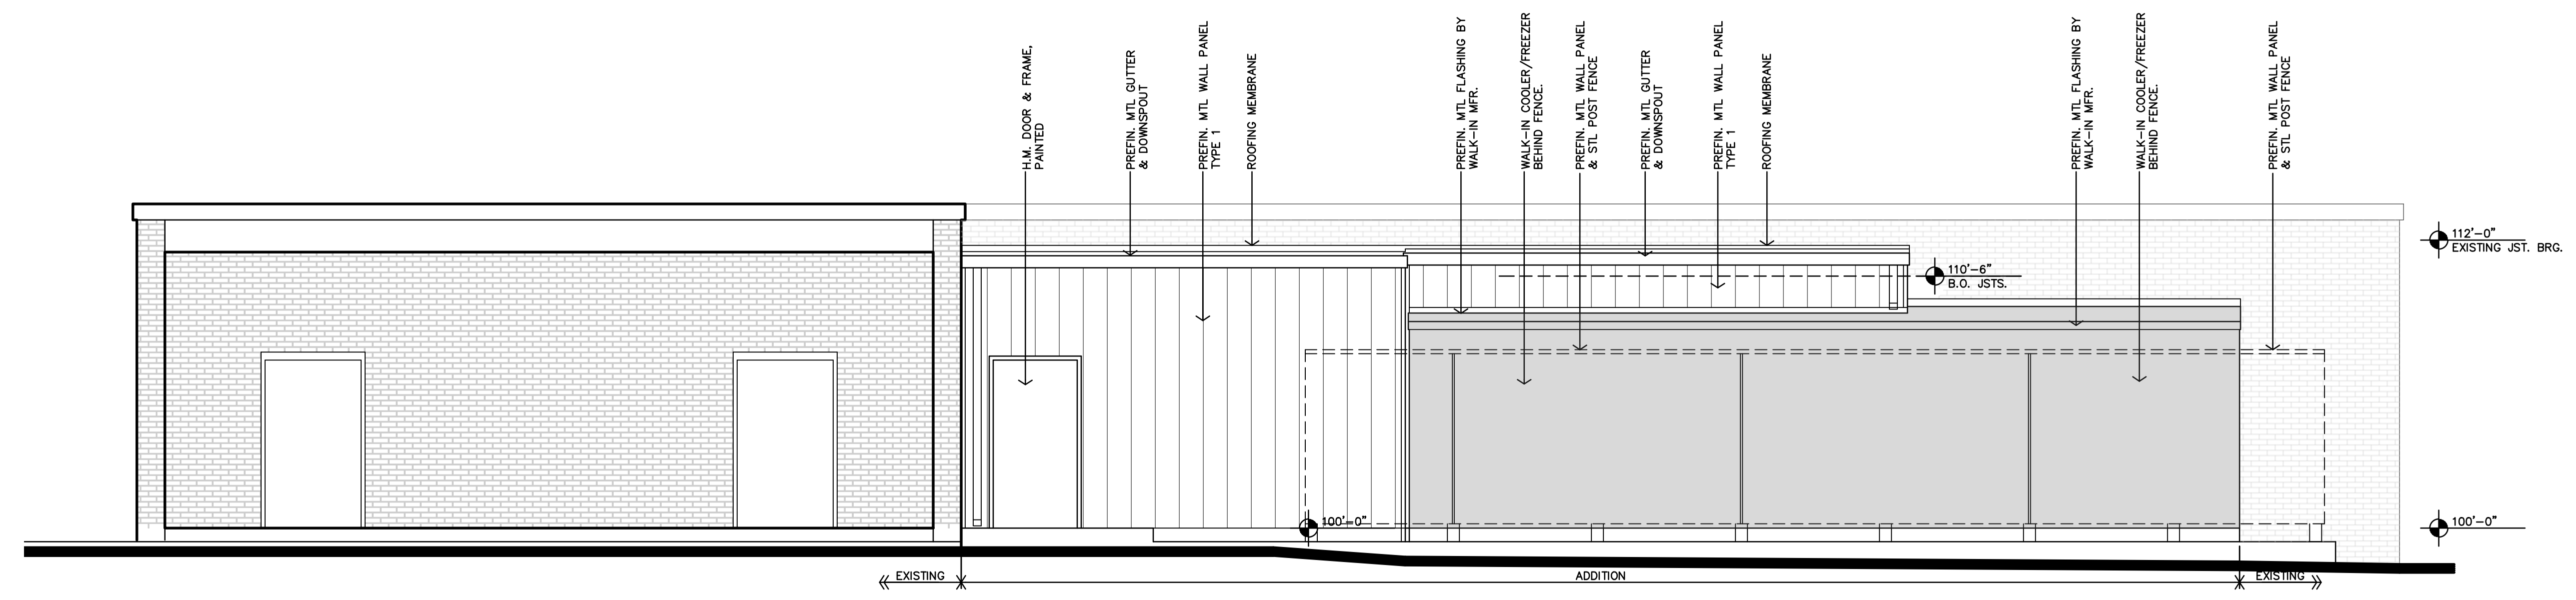 H.M. DOOR & FRAME,
PAINTED
PREFIN. MTL GUTTER
& DOWNSPOUT
PREFIN. MTL WALL PANEL
TYPE 1
ROOFING MEMBRANE
PREFIN. MTL FLASHING BY
WALK-IN MFR.
WALK-IN COOLER/FREEZER
BEHIND FENCE.
PREFIN. MTL WALL PANEL
& STL POST FENCE
PREFIN. MTL GUTTER
& DOWNSPOUT
PREFIN. MTL WALL PANEL
TYPE 1
ROOFING MEMBRANE
PREFIN. MTL FLASHING BY
WALK-IN MFR.
WALK-IN COOLER/FREEZER
BEHIND FENCE.
PREFIN. MTL WALL PANEL
& STL POST FENCE
112'-0"
EXISTING JST. BRG.
110'-6"
B.O. JSTS.
100'-0"
100'-0"
EXISTING
ADDITION
EXISTING